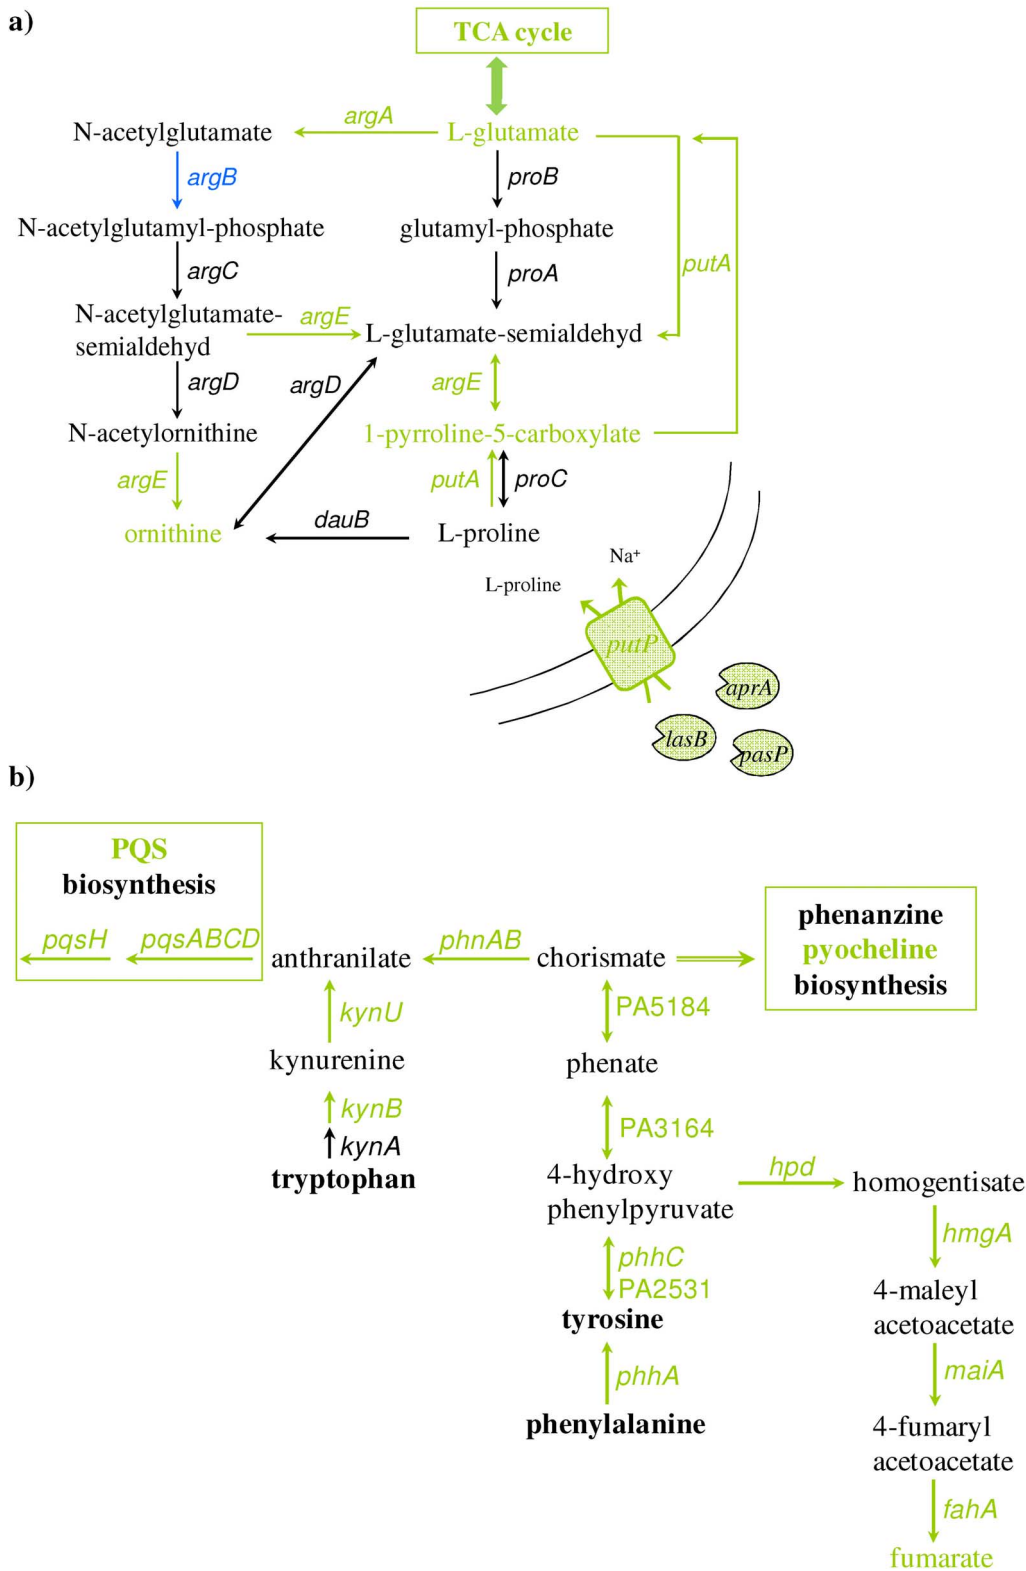 a)
TCA cycle
N-acetylglutamate
argA
L-glutamate
argB
proB
N-acetylglutamyl-phosphate
glutamyl-phosphate
argC
proA
putA
N-acetylglutamate-
semialdehyd
argE
L-glutamate-semialdehyd
argD
argD
argE
N-acetylornithine
1-pyrroline-5-carboxylate
argE
putA
proC
ornithine
dauB
L-proline
Na+
L-proline
putP
aprA
lasB
pasP
b)
PQS
biosynthesis
pqsH
pqsABCD
anthranilate
phnAB
chorismate
phenanzine
pyocheline
biosynthesis
kynU
PA5184
kynurenine
phenate
kynB
PA3164
kynA
tryptophan
4-hydroxy
phenylpyruvate
hpd
homogentisate
hmgA
phhC
PA2531
4-maleyl
acetoacetate
tyrosine
phhA
maiA
phenylalanine
4-fumaryl
acetoacetate
fahA
fumarate